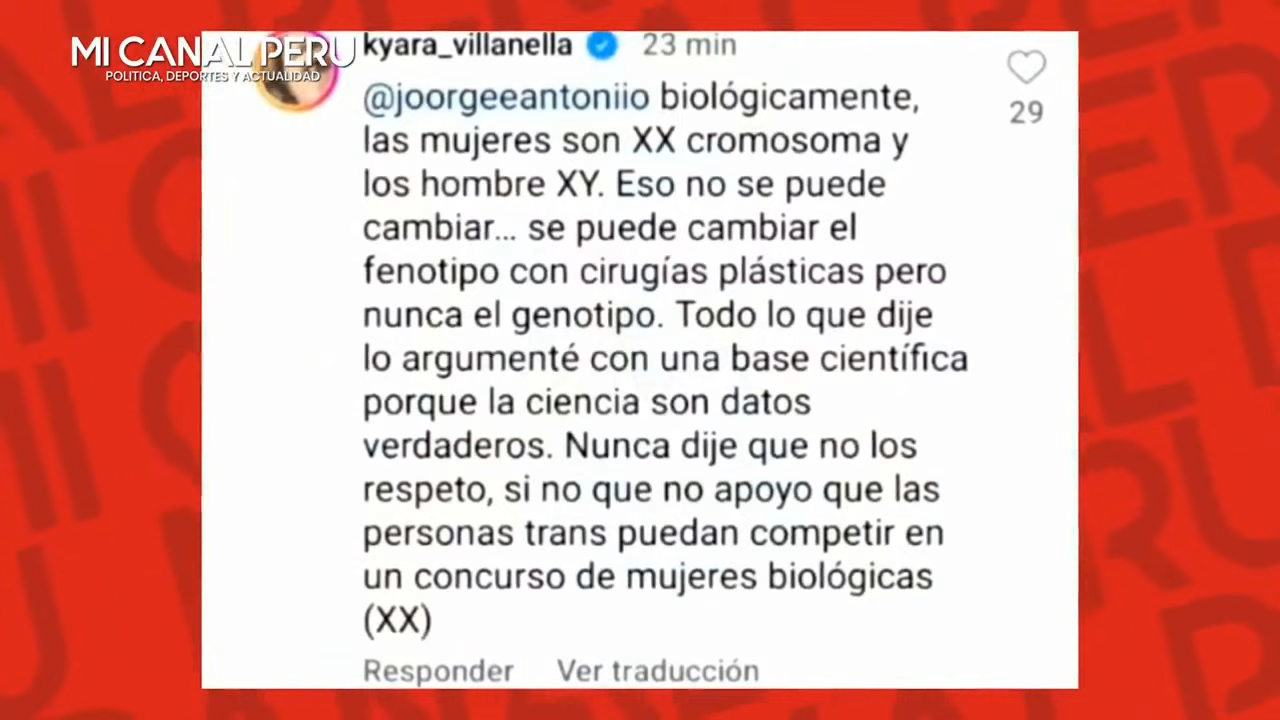 MI CANAL PERU
POLITICA, DEPORTES Y ACTUALIDAD
kyara_villanella 23 min
@joorgeeantoniio biológicamente,
29
las mujeres son XX cromosoma y
los hombre XY. Eso no se puede
cambiar... se puede cambiar el
fenotipo con cirugías plásticas pero
nunca el genotipo. Todo lo que dije
lo argumenté con una base científica
porque la ciencia son datos
verdaderos. Nunca dije que no los
respeto, si no que no apoyo que las
personas trans puedan competir en
un concurso de mujeres biológicas
(XX)
Responder Ver traducción